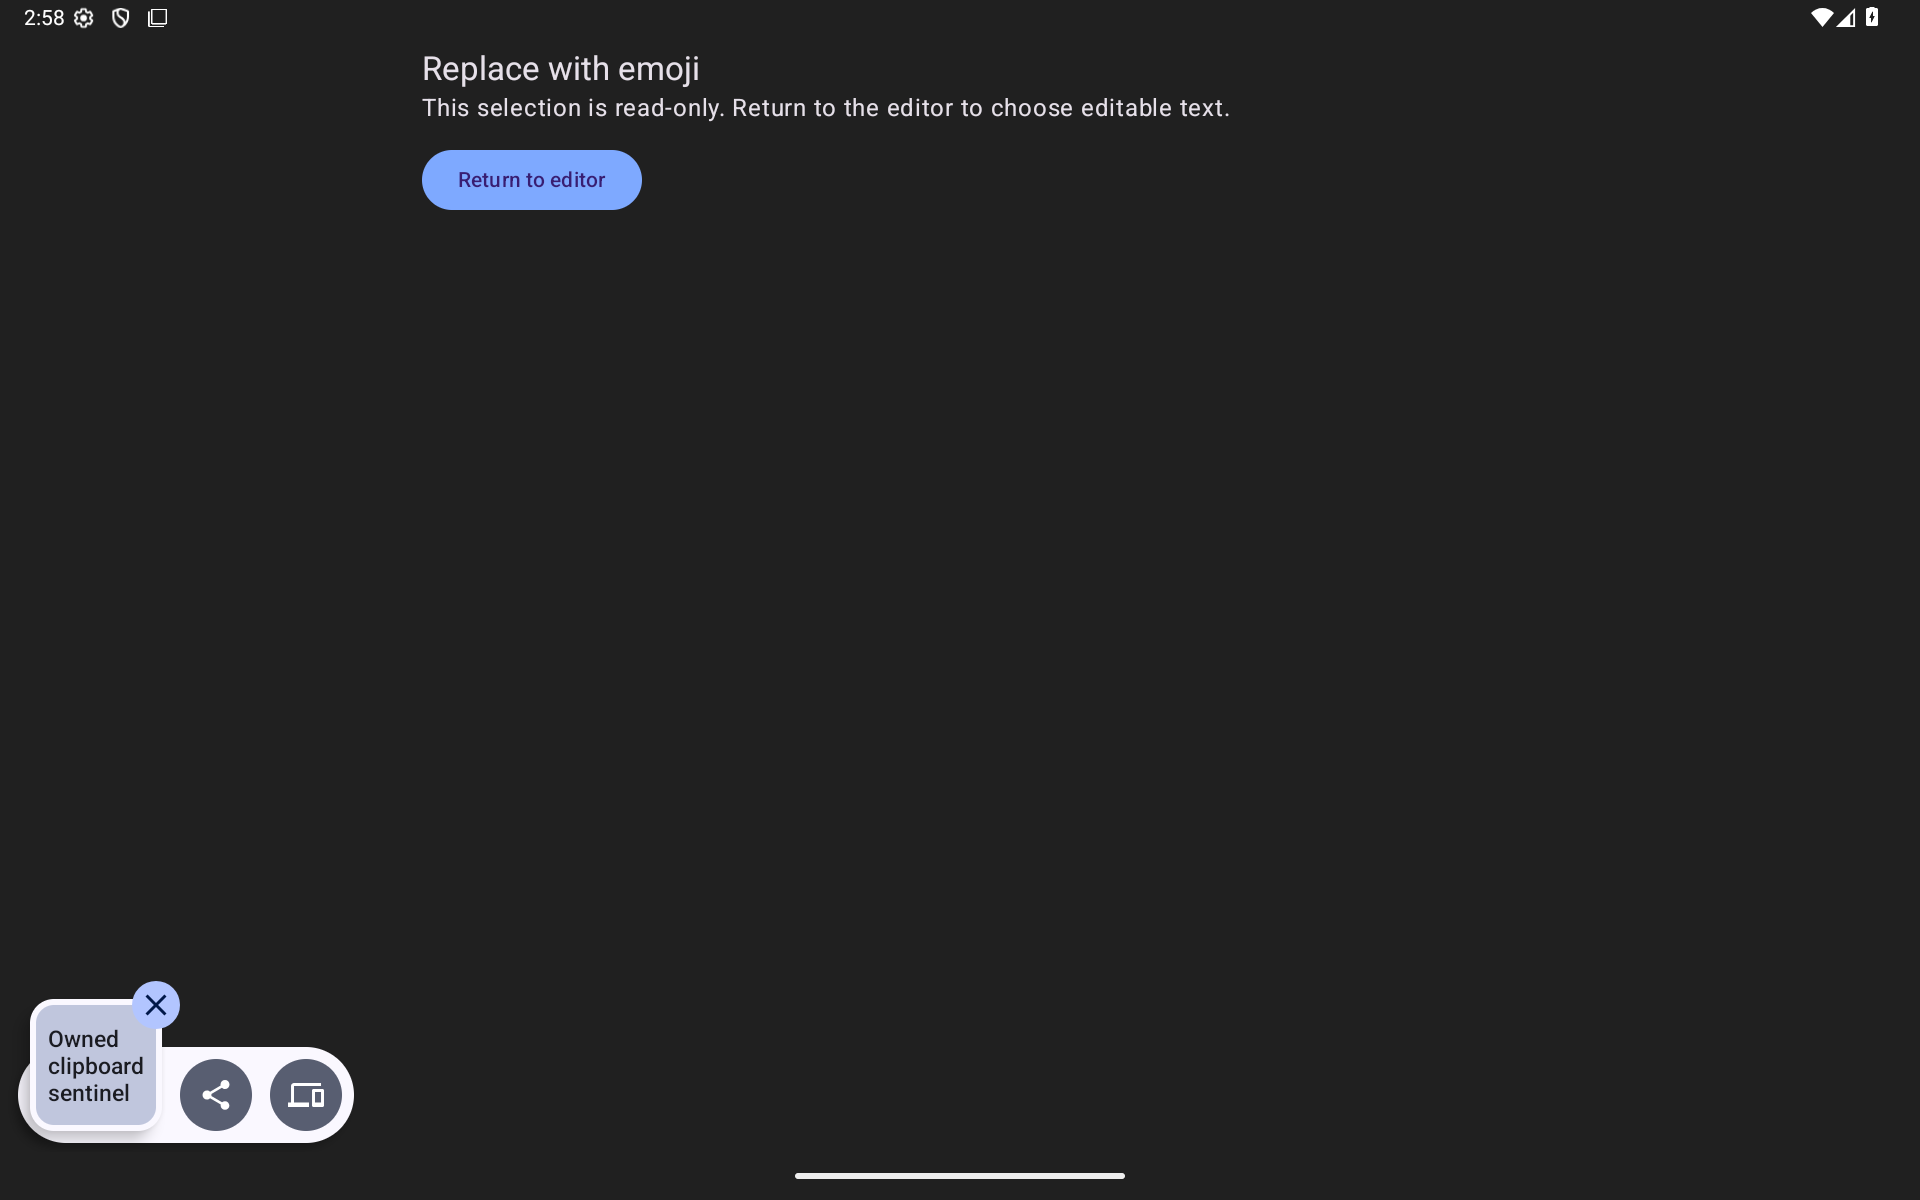 2:58
Replace with emoji
This selection is read-only. Return to the editor to choose editable text.
Return to editor
Owned
clipboard
sentinel